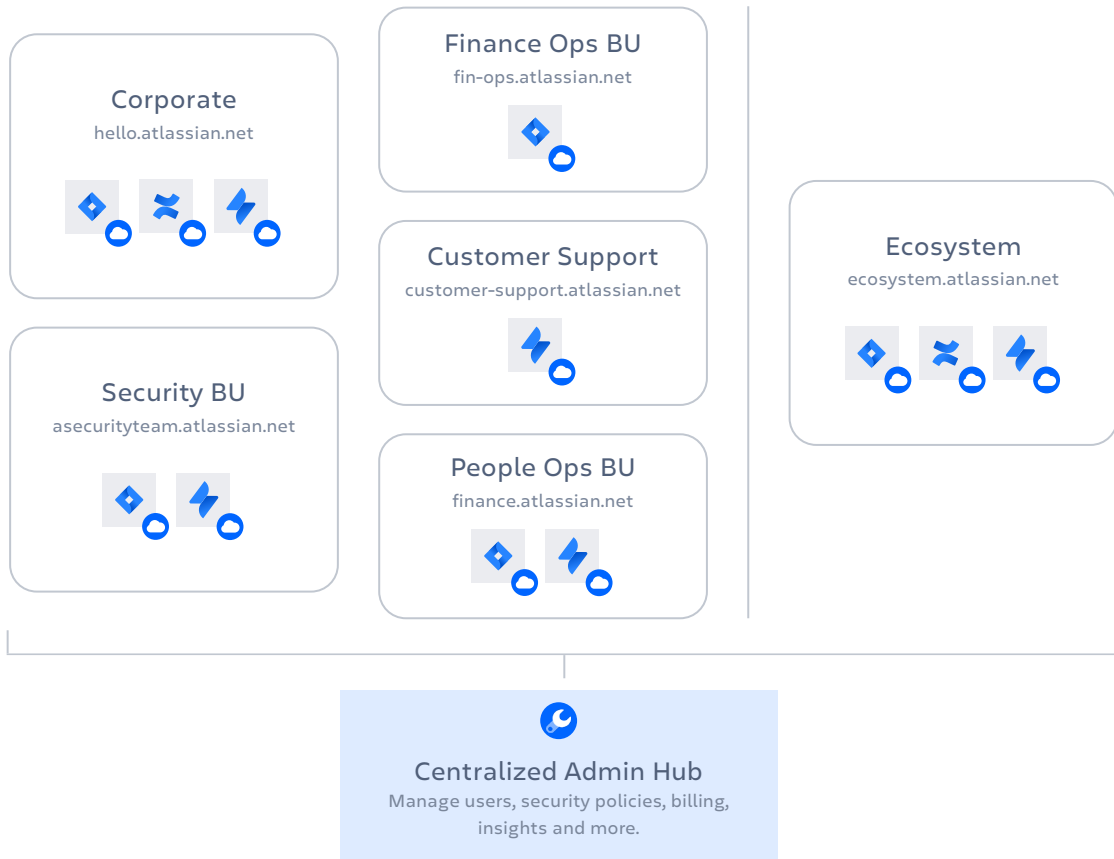 Corporate
hello.atlassian.net
Security BU
asecurityteam.atlassian.net
Finance Ops BU
fin-ops.atlassian.net
Customer Support
customer-support.atlassian.net
People Ops BU
finance.atlassian.net
Ecosystem
ecosystem.atlassian.net
Centralized Admin Hub
Manage users, security policies, billing,
insights and more.